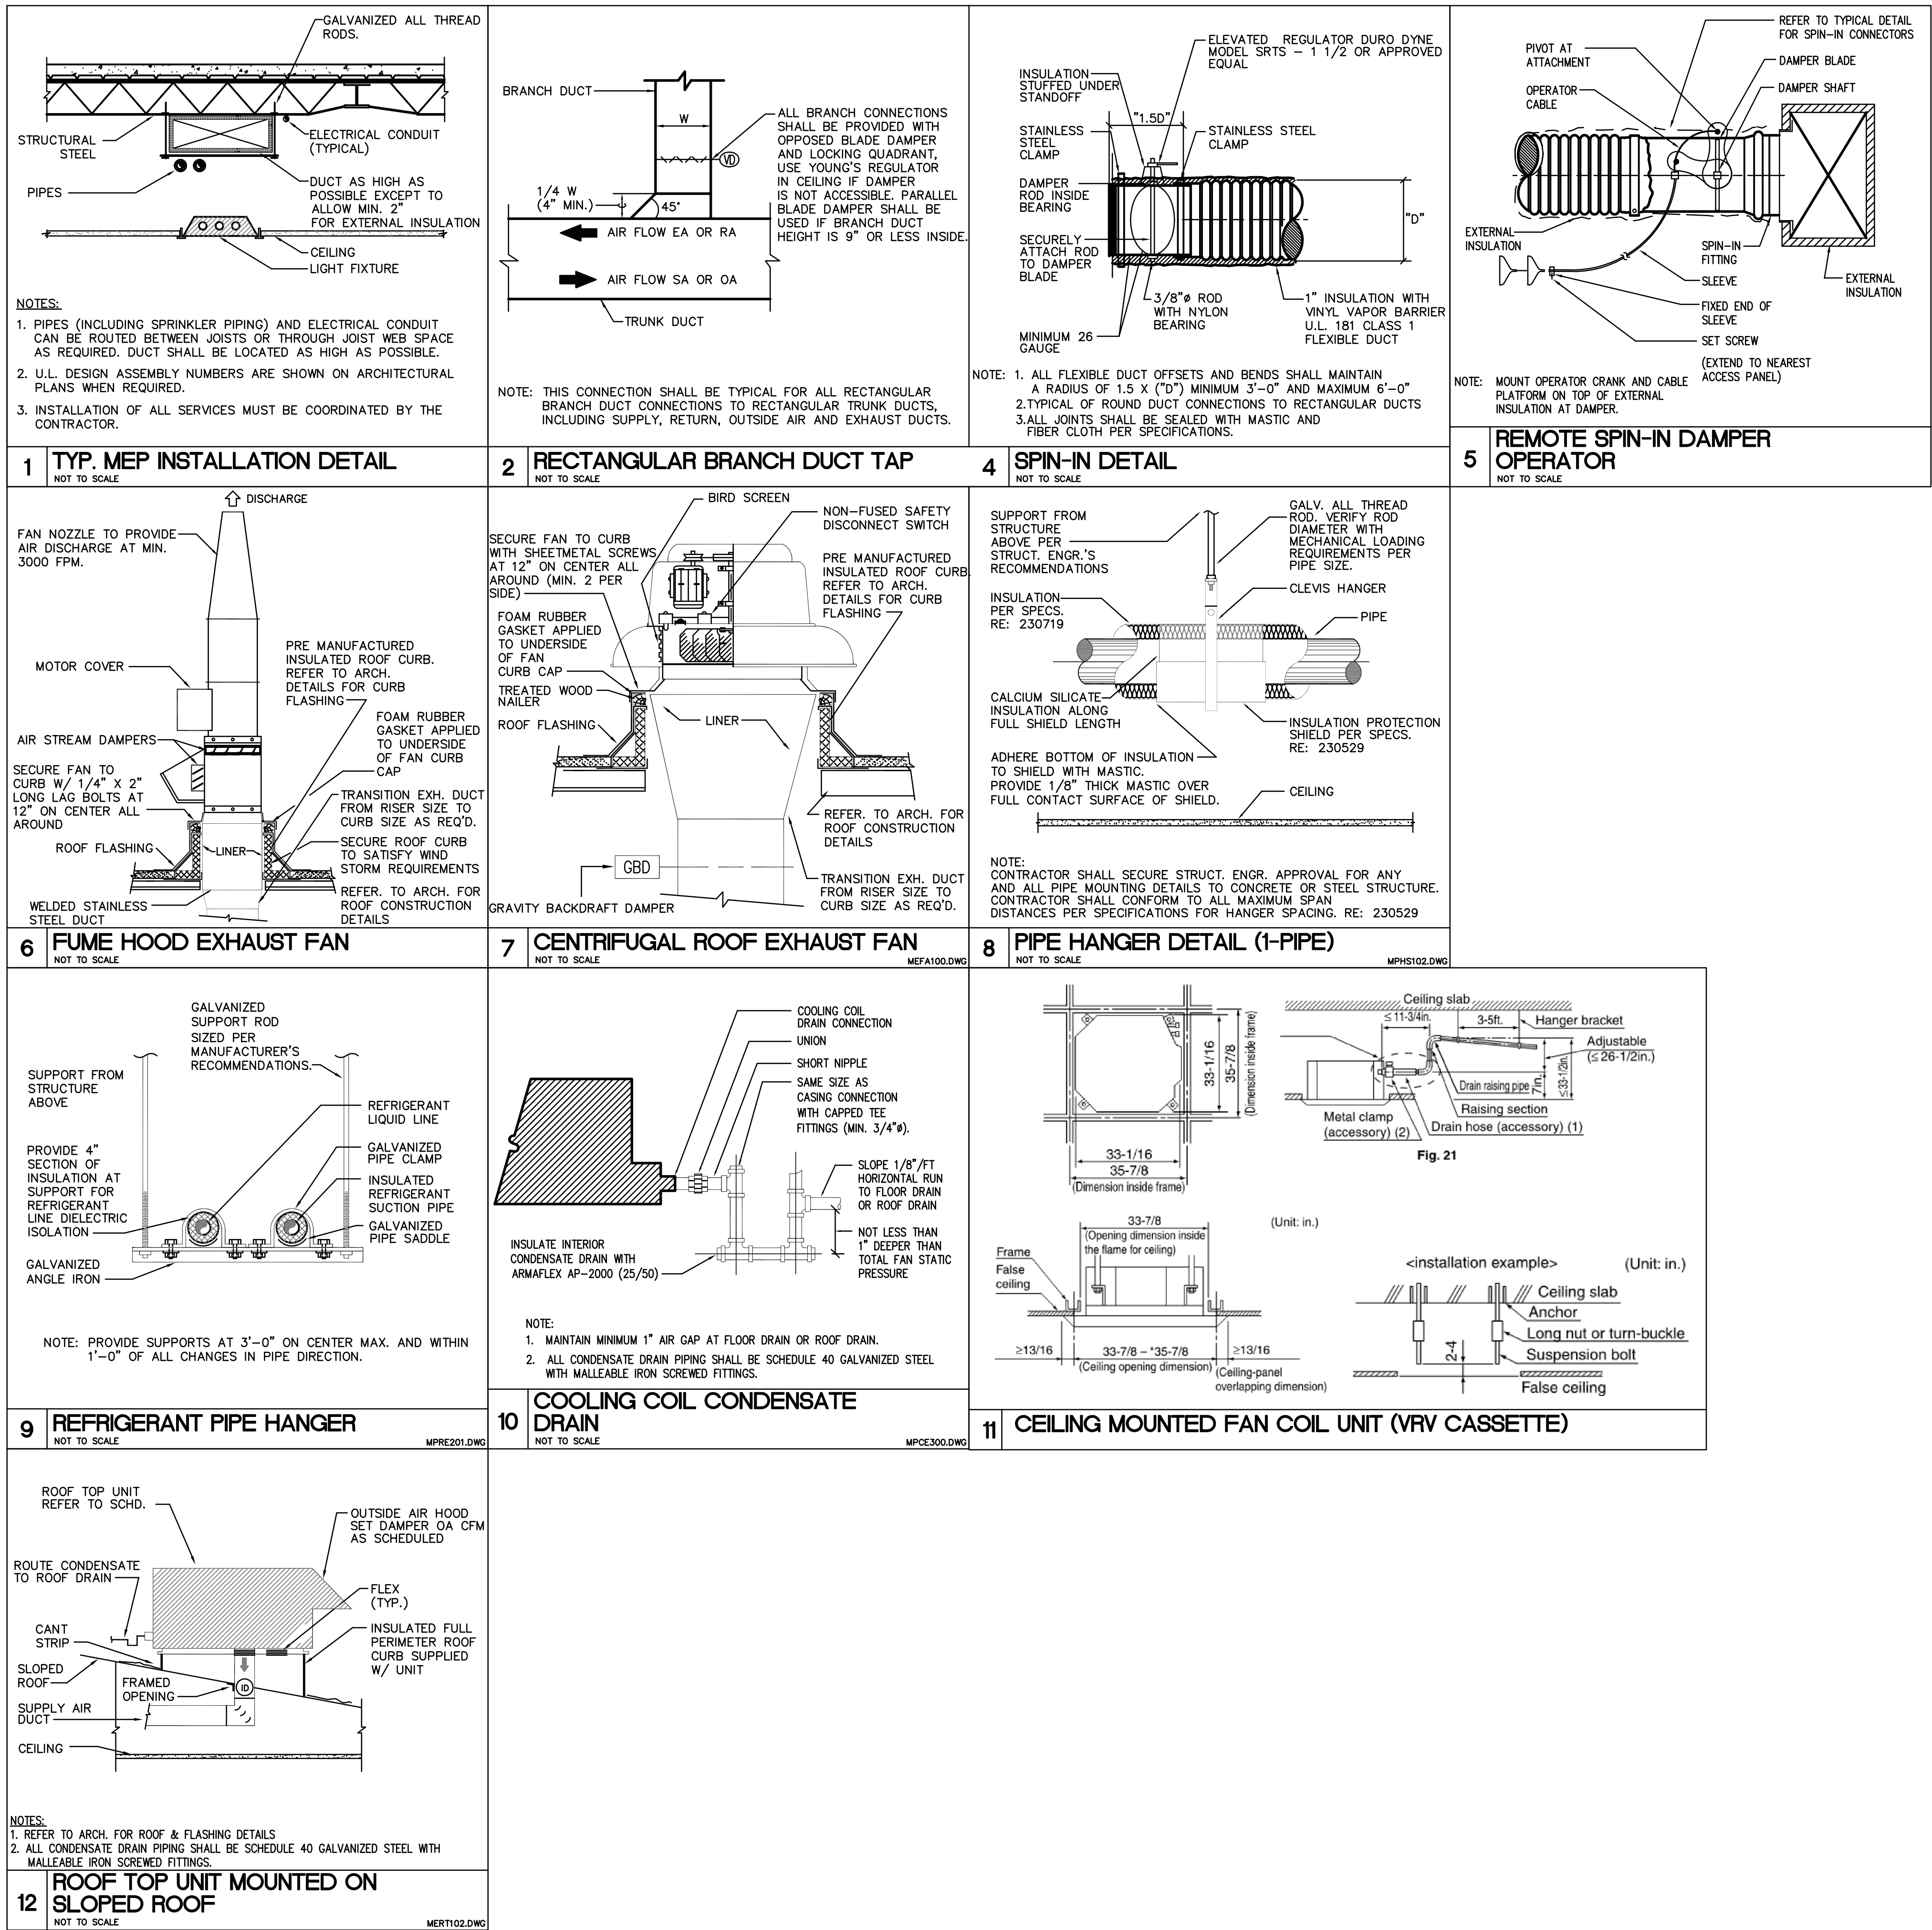 GALVANIZED ALL THREAD
RODS.
STRUCTURAL
STEEL
ELECTRICAL CONDUIT
(TYPICAL)
PIPES
DUCT AS HIGH AS
POSSIBLE EXCEPT TO
ALLOW MIN. 2"
FOR EXTERNAL INSULATION
CEILING
LIGHT FIXTURE
NOTES:
1. PIPES (INCLUDING SPRINKLER PIPING) AND ELECTRICAL CONDUIT
CAN BE ROUTED BETWEEN JOISTS OR THROUGH JOIST WEB SPACE
AS REQUIRED. DUCT SHALL BE LOCATED AS HIGH AS POSSIBLE.
2. U.L. DESIGN ASSEMBLY NUMBERS ARE SHOWN ON ARCHITECTURAL
PLANS WHEN REQUIRED.
3. INSTALLATION OF ALL SERVICES MUST BE COORDINATED BY THE
CONTRACTOR.
1 TYP. MEP INSTALLATION DETAIL
NOT TO SCALE
BRANCH DUCT
W
VD
ALL BRANCH CONNECTIONS
SHALL BE PROVIDED WITH
OPPOSED BLADE DAMPER
AND LOCKING QUADRANT,
USE YOUNG'S REGULATOR
IN CEILING IF DAMPER
IS NOT ACCESSIBLE. PARALLEL
BLADE DAMPER SHALL BE
USED IF BRANCH DUCT
HEIGHT IS 9" OR LESS INSIDE.
1/4 W
(4" MIN.)
45°
AIR FLOW EA OR RA
AIR FLOW SA OR OA
TRUNK DUCT
NOTE: THIS CONNECTION SHALL BE TYPICAL FOR ALL RECTANGULAR
BRANCH DUCT CONNECTIONS TO RECTANGULAR TRUNK DUCTS,
INCLUDING SUPPLY, RETURN, OUTSIDE AIR AND EXHAUST DUCTS.
2 RECTANGULAR BRANCH DUCT TAP
NOT TO SCALE
ELEVATED REGULATOR DURO DYNE
MODEL SRTS – 1 1/2 OR APPROVED
EQUAL
INSULATION
STUFFED UNDER
STANDOFF
"1.5D"
STAINLESS
STEEL
CLAMP
STAINLESS STEEL
CLAMP
DAMPER
ROD INSIDE
BEARING
"D"
SECURELY
ATTACH ROD
TO DAMPER
BLADE
3/8"ø ROD
WITH NYLON
BEARING
1" INSULATION WITH
VINYL VAPOR BARRIER
U.L. 181 CLASS 1
FLEXIBLE DUCT
MINIMUM 26
GAUGE
NOTE: 1. ALL FLEXIBLE DUCT OFFSETS AND BENDS SHALL MAINTAIN
A RADIUS OF 1.5 X ("D") MINIMUM 3'–0" AND MAXIMUM 6'–0"
2.TYPICAL OF ROUND DUCT CONNECTIONS TO RECTANGULAR DUCTS
3.ALL JOINTS SHALL BE SEALED WITH MASTIC AND
FIBER CLOTH PER SPECIFICATIONS.
4 SPIN-IN DETAIL
NOT TO SCALE
REFER TO TYPICAL DETAIL
FOR SPIN-IN CONNECTORS
PIVOT AT
ATTACHMENT
DAMPER BLADE
OPERATOR
CABLE
DAMPER SHAFT
EXTERNAL
INSULATION
SPIN-IN
FITTING
SLEEVE
EXTERNAL
INSULATION
FIXED END OF
SLEEVE
SET SCREW
(EXTEND TO NEAREST
ACCESS PANEL)
NOTE: MOUNT OPERATOR CRANK AND CABLE
PLATFORM ON TOP OF EXTERNAL
INSULATION AT DAMPER.
5 REMOTE SPIN-IN DAMPER
OPERATOR
NOT TO SCALE
DISCHARGE
FAN NOZZLE TO PROVIDE
AIR DISCHARGE AT MIN.
3000 FPM.
MOTOR COVER
PRE MANUFACTURED
INSULATED ROOF CURB.
REFER TO ARCH.
DETAILS FOR CURB
FLASHING
AIR STREAM DAMPERS
FOAM RUBBER
GASKET APPLIED
TO UNDERSIDE
OF FAN CURB
CAP
SECURE FAN TO
CURB W/ 1/4" X 2"
LONG LAG BOLTS AT
12" ON CENTER ALL
AROUND
TRANSITION EXH. DUCT
FROM RISER SIZE TO
CURB SIZE AS REQ'D.
ROOF FLASHING
LINER
SECURE ROOF CURB
TO SATISFY WIND
STORM REQUIREMENTS
WELDED STAINLESS
STEEL DUCT
REFER. TO ARCH. FOR
ROOF CONSTRUCTION
DETAILS
6 FUME HOOD EXHAUST FAN
NOT TO SCALE
BIRD SCREEN
NON–FUSED SAFETY
DISCONNECT SWITCH
SECURE FAN TO CURB
WITH SHEETMETAL SCREWS
AT 12" ON CENTER ALL
AROUND (MIN. 2 PER
SIDE)
PRE MANUFACTURED
INSULATED ROOF CURB.
REFER TO ARCH.
DETAILS FOR CURB
FLASHING
FOAM RUBBER
GASKET APPLIED
TO UNDERSIDE
OF FAN
CURB CAP
TREATED WOOD
NAILER
ROOF FLASHING
LINER
REFER. TO ARCH. FOR
ROOF CONSTRUCTION
DETAILS
GBD
GRAVITY BACKDRAFT DAMPER
TRANSITION EXH. DUCT
FROM RISER SIZE TO
CURB SIZE AS REQ'D.
7 CENTRIFUGAL ROOF EXHAUST FAN
NOT TO SCALE
MEFA100.DWG
SUPPORT FROM
STRUCTURE
ABOVE PER
STRUCT. ENGR.'S
RECOMMENDATIONS
GALV. ALL THREAD
ROD. VERIFY ROD
DIAMETER WITH
MECHANICAL LOADING
REQUIREMENTS PER
PIPE SIZE.
CLEVIS HANGER
INSULATION
PER SPECS.
RE: 230719
PIPE
CALCIUM SILICATE
INSULATION ALONG
FULL SHIELD LENGTH
INSULATION PROTECTION
SHIELD PER SPECS.
RE: 230529
ADHERE BOTTOM OF INSULATION
TO SHIELD WITH MASTIC.
PROVIDE 1/8" THICK MASTIC OVER
FULL CONTACT SURFACE OF SHIELD.
CEILING
NOTE:
CONTRACTOR SHALL SECURE STRUCT. ENGR. APPROVAL FOR ANY
AND ALL PIPE MOUNTING DETAILS TO CONCRETE OR STEEL STRUCTURE.
CONTRACTOR SHALL CONFORM TO ALL MAXIMUM SPAN
DISTANCES PER SPECIFICATIONS FOR HANGER SPACING. RE: 230529
8 PIPE HANGER DETAIL (1-PIPE)
NOT TO SCALE
MPHS102.DWG
GALVANIZED
SUPPORT ROD
SIZED PER
MANUFACTURER'S
RECOMMENDATIONS.
SUPPORT FROM
STRUCTURE
ABOVE
REFRIGERANT
LIQUID LINE
PROVIDE 4"
SECTION OF
INSULATION AT
SUPPORT FOR
REFRIGERANT
LINE DIELECTRIC
ISOLATION
GALVANIZED
PIPE CLAMP
INSULATED
REFRIGERANT
SUCTION PIPE
GALVANIZED
PIPE SADDLE
GALVANIZED
ANGLE IRON
NOTE: PROVIDE SUPPORTS AT 3'–0" ON CENTER MAX. AND WITHIN
1'–0" OF ALL CHANGES IN PIPE DIRECTION.
9 REFRIGERANT PIPE HANGER
NOT TO SCALE
MPRE201.DWG
COOLING COIL
DRAIN CONNECTION
UNION
SHORT NIPPLE
SAME SIZE AS
CASING CONNECTION
WITH CAPPED TEE
FITTINGS (MIN. 3/4"ø).
SLOPE 1/8"/FT
HORIZONTAL RUN
TO FLOOR DRAIN
OR ROOF DRAIN
NOT LESS THAN
1" DEEPER THAN
TOTAL FAN STATIC
PRESSURE
INSULATE INTERIOR
CONDENSATE DRAIN WITH
ARMAFLEX AP–2000 (25/50)
NOTE:
1. MAINTAIN MINIMUM 1" AIR GAP AT FLOOR DRAIN OR ROOF DRAIN.
2. ALL CONDENSATE DRAIN PIPING SHALL BE SCHEDULE 40 GALVANIZED STEEL
WITH MALLEABLE IRON SCREWED FITTINGS.
10 COOLING COIL CONDENSATE
DRAIN
NOT TO SCALE
MPCE300.DWG
33-1/16
35-7/8
(Dimension inside frame)
33-1/16
35-7/8
(Dimension inside frame)
Ceiling slab
≤ 11-3/4in.
3-5ft.
Hanger bracket
Adjustable
(≤ 26-1/2in.)
7in.
≤33-1/2in.
Drain raising pipe
Raising section
Metal clamp
(accessory) (2)
Drain hose (accessory) (1)
Fig. 21
33-7/8
(Opening dimension inside
the flame for ceiling)
(Unit: in.)
Frame
False
ceiling
≥13/16
33-7/8 – *35-7/8
(Ceiling opening dimension)
≥13/16
(Ceiling-panel
overlapping dimension)
<installation example>
(Unit: in.)
Ceiling slab
Anchor
Long nut or turn-buckle
Suspension bolt
2-4
False ceiling
11 CEILING MOUNTED FAN COIL UNIT (VRV CASSETTE)
ROOF TOP UNIT
REFER TO SCHD.
OUTSIDE AIR HOOD
SET DAMPER OA CFM
AS SCHEDULED
ROUTE CONDENSATE
TO ROOF DRAIN
FLEX
(TYP.)
CANT
STRIP
INSULATED FULL
PERIMETER ROOF
CURB SUPPLIED
W/ UNIT
SLOPED
ROOF
FRAMED
OPENING
ID
SUPPLY AIR
DUCT
CEILING
NOTES:
1. REFER TO ARCH. FOR ROOF & FLASHING DETAILS
2. ALL CONDENSATE DRAIN PIPING SHALL BE SCHEDULE 40 GALVANIZED STEEL WITH
MALLEABLE IRON SCREWED FITTINGS.
12 ROOF TOP UNIT MOUNTED ON
SLOPED ROOF
NOT TO SCALE
MERT102.DWG